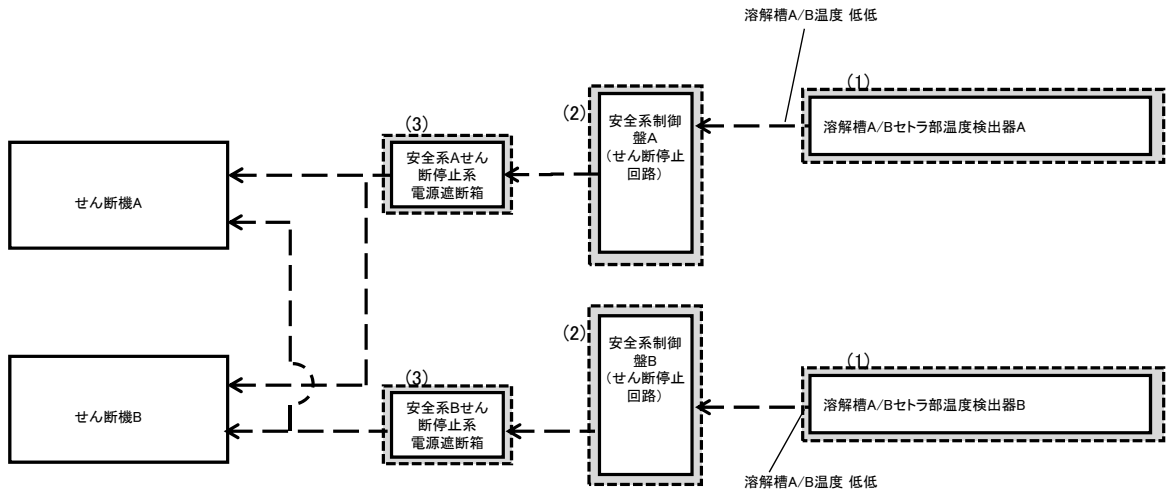 溶解槽A/B温度 低低
(1)
溶解槽A/Bセトラ部温度検出器A
(2)
安全系制御
盤A
(せん断停止
回路)
(3)
安全系Aせん
断停止系
電源遮断箱
せん断機A
(1)
溶解槽A/Bセトラ部温度検出器B
(2)
安全系制御
盤B
(せん断停止
回路)
(3)
安全系Bせん
断停止系
電源遮断箱
せん断機B
溶解槽A/B温度 低低